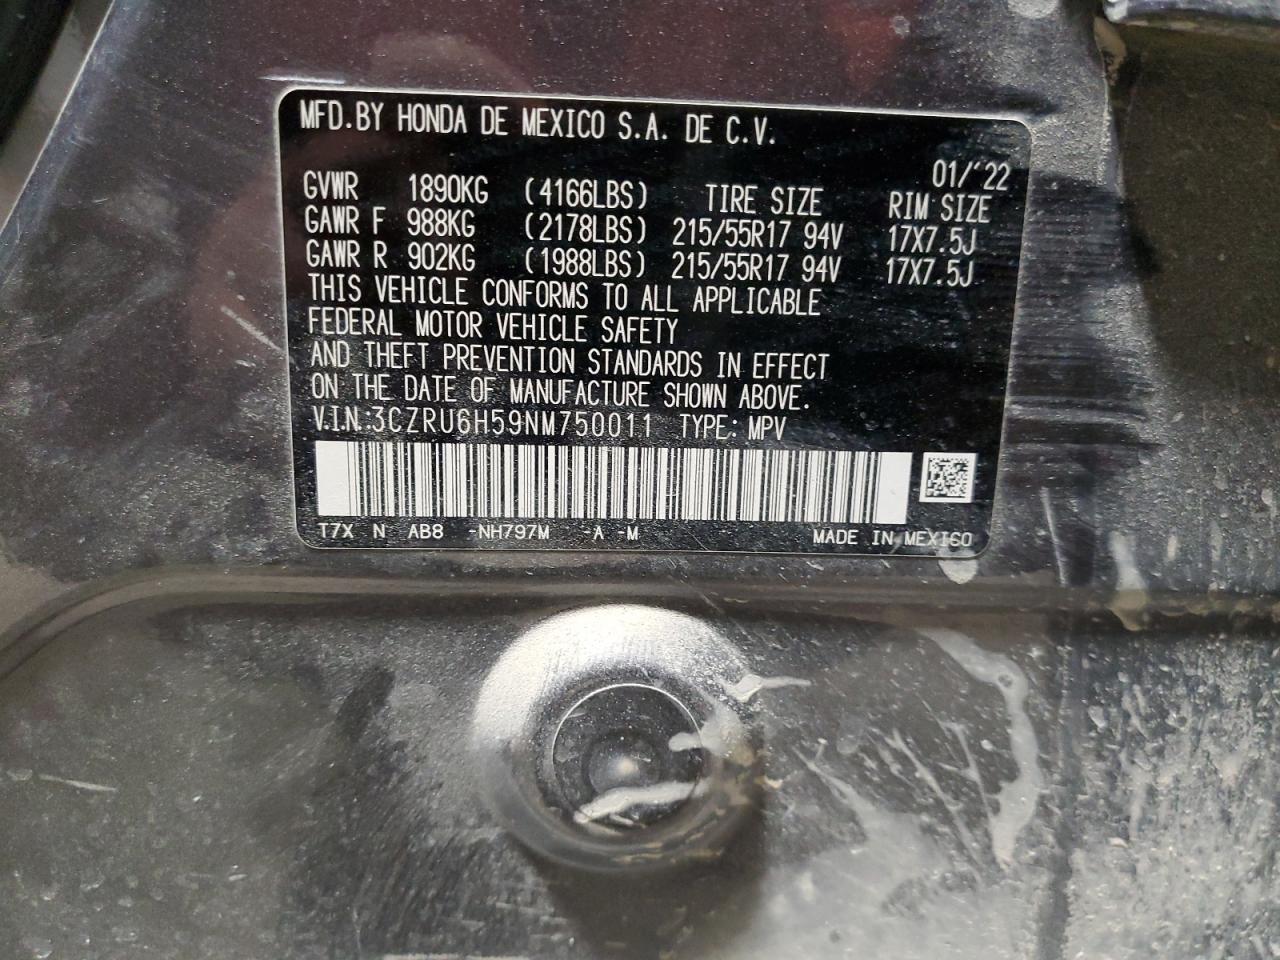 MFD.BY HONDA DE MEXICO S.A. DE C.V.
01/'22
GVWR 1890KG (4166LBS) TIRE SIZE RIM SIZE
GAWR F 988KG (2178LBS) 215/55R17 94V 17X7.5J
GAWR R 902KG (1988LBS) 215/55R17 94V 17X7.5J
THIS VEHICLE CONFORMS TO ALL APPLICABLE
FEDERAL MOTOR VEHICLE SAFETY
AND THEFT PREVENTION STANDARDS IN EFFECT
ON THE DATE OF MANUFACTURE SHOWN ABOVE.
V.I.N.:3CZRU6H59NM750011 TYPE: MPV
T7X N AB8 -NH797M -A -M MADE IN MEXICO